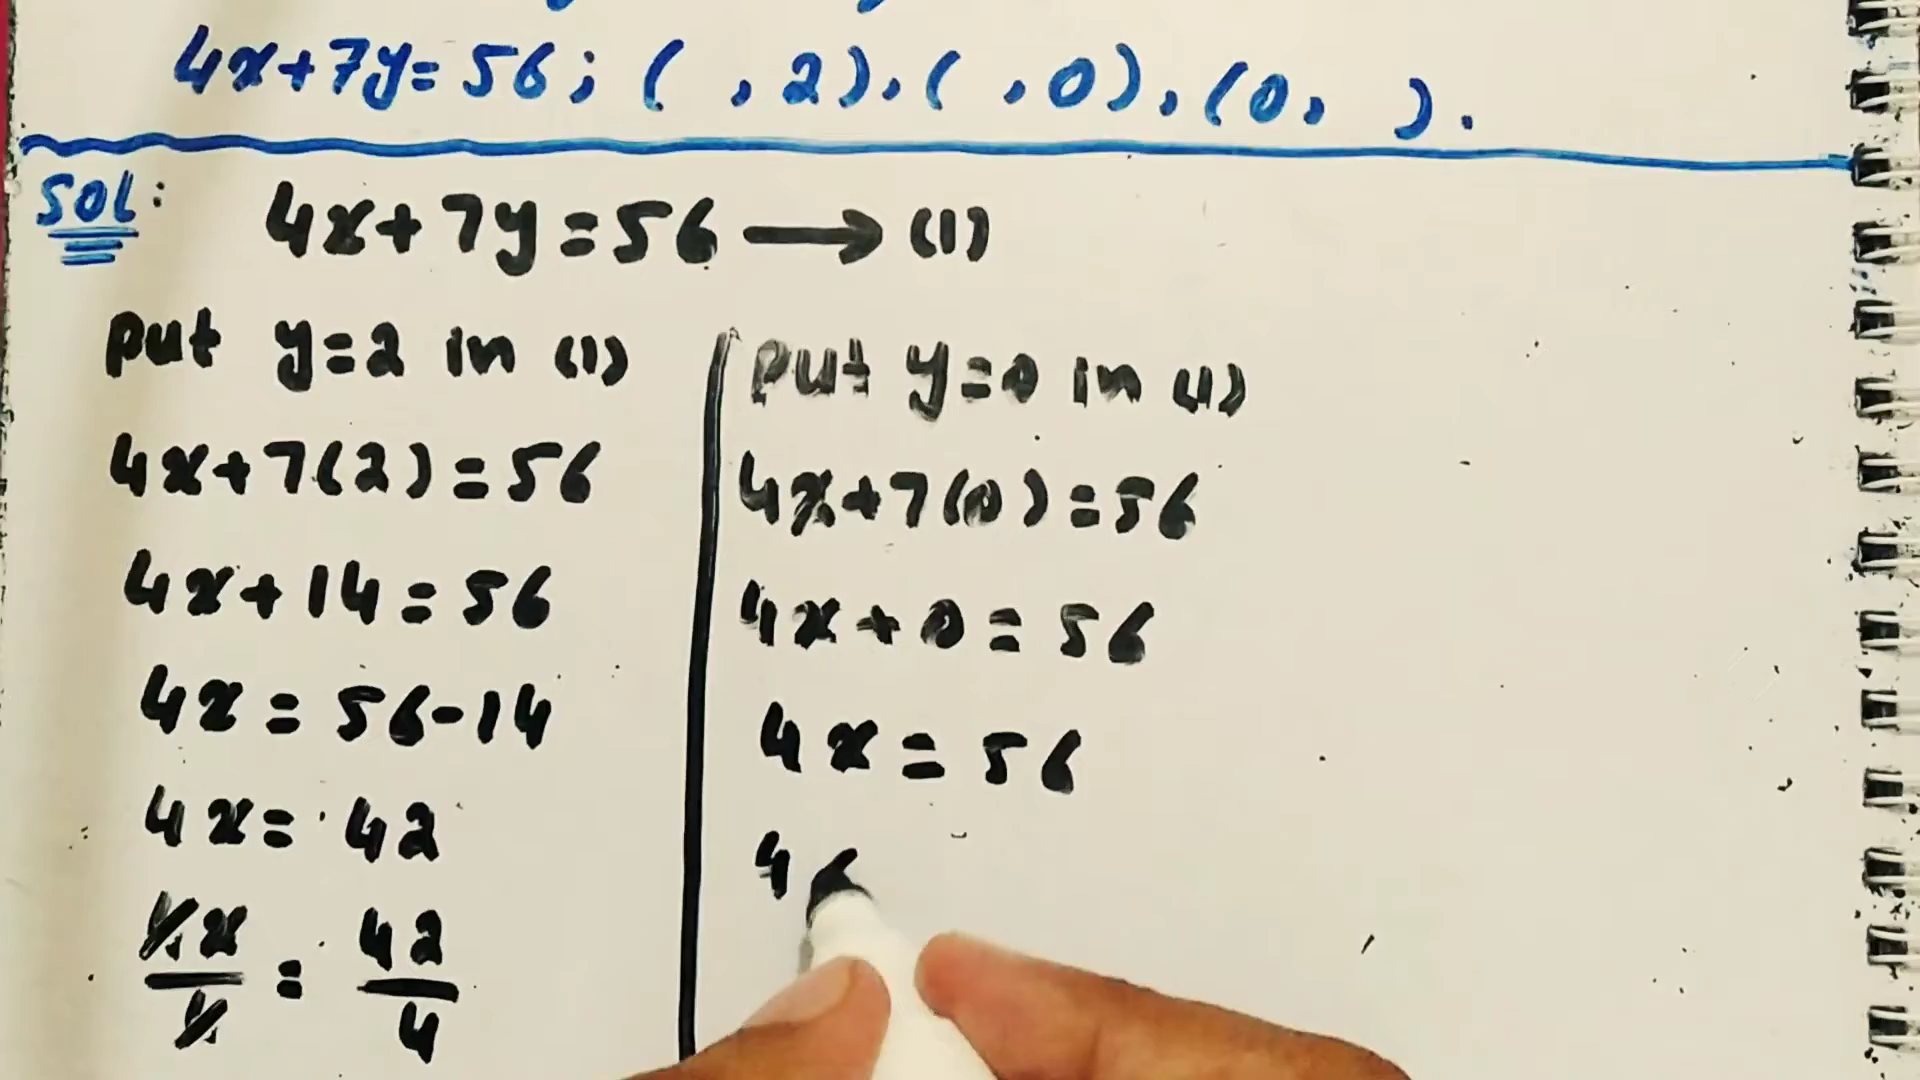 4x+7y=56; ( , 2), ( , 0), (0, ).
SOL:
4x+7y=56 → (1)
put y=2 in (1)
4x+7(2)=56
4x+14=56
4x=56-14
4x=42
4x/4=42/4
put y=0 in (1)
4x+7(0)=56
4x+0=56
4x=56
4